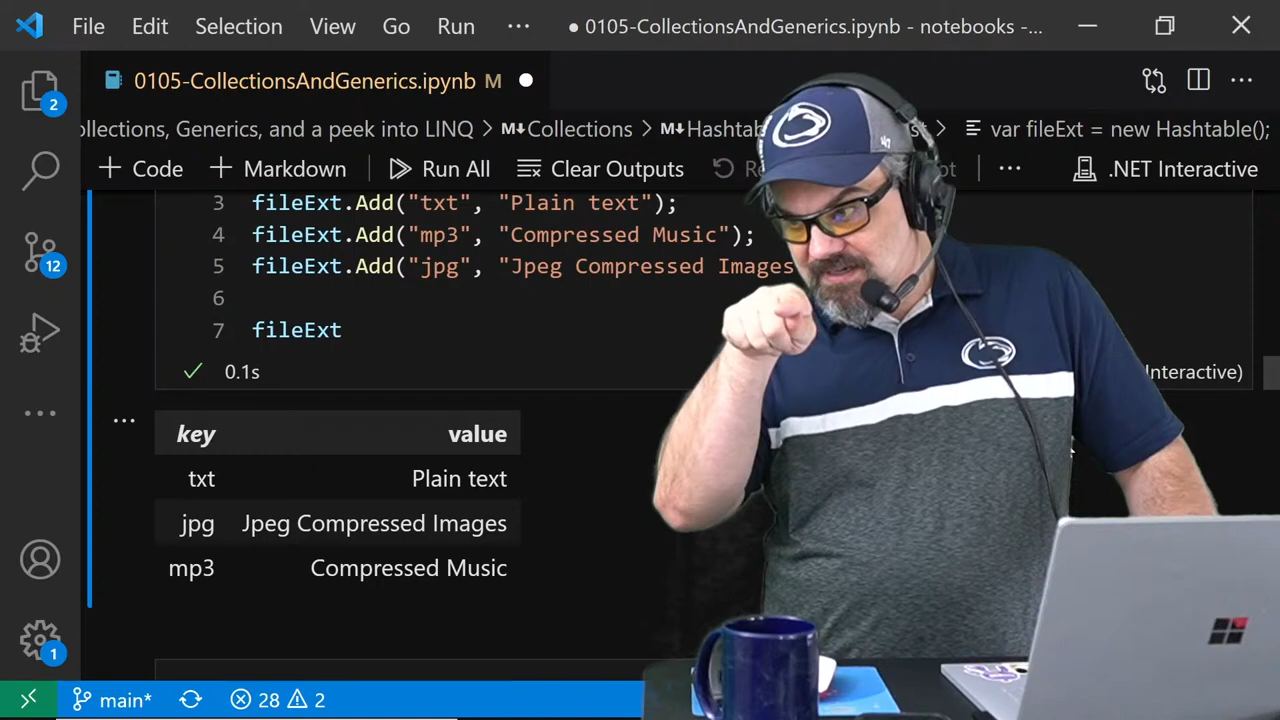 File Edit Selection View Go Run ··· ● 0105-CollectionsAndGenerics.ipynb - notebooks -...
0105-CollectionsAndGenerics.ipynb M
2
ollections, Generics, and a peek into LINQ > M↓Collections > M↓Hashtab st > var fileExt = new Hashtable();
+ Code + Markdown Run All Clear Outputs ··· .NET Interactive
3 fileExt.Add("txt", "Plain text");
4 fileExt.Add("mp3", "Compressed Music");
5 fileExt.Add("jpg", "Jpeg Compressed Images
6
7 fileExt
12
✓ 0.1s Interactive)
key value
txt Plain text
jpg Jpeg Compressed Images
mp3 Compressed Music
1
main* 28 2
47